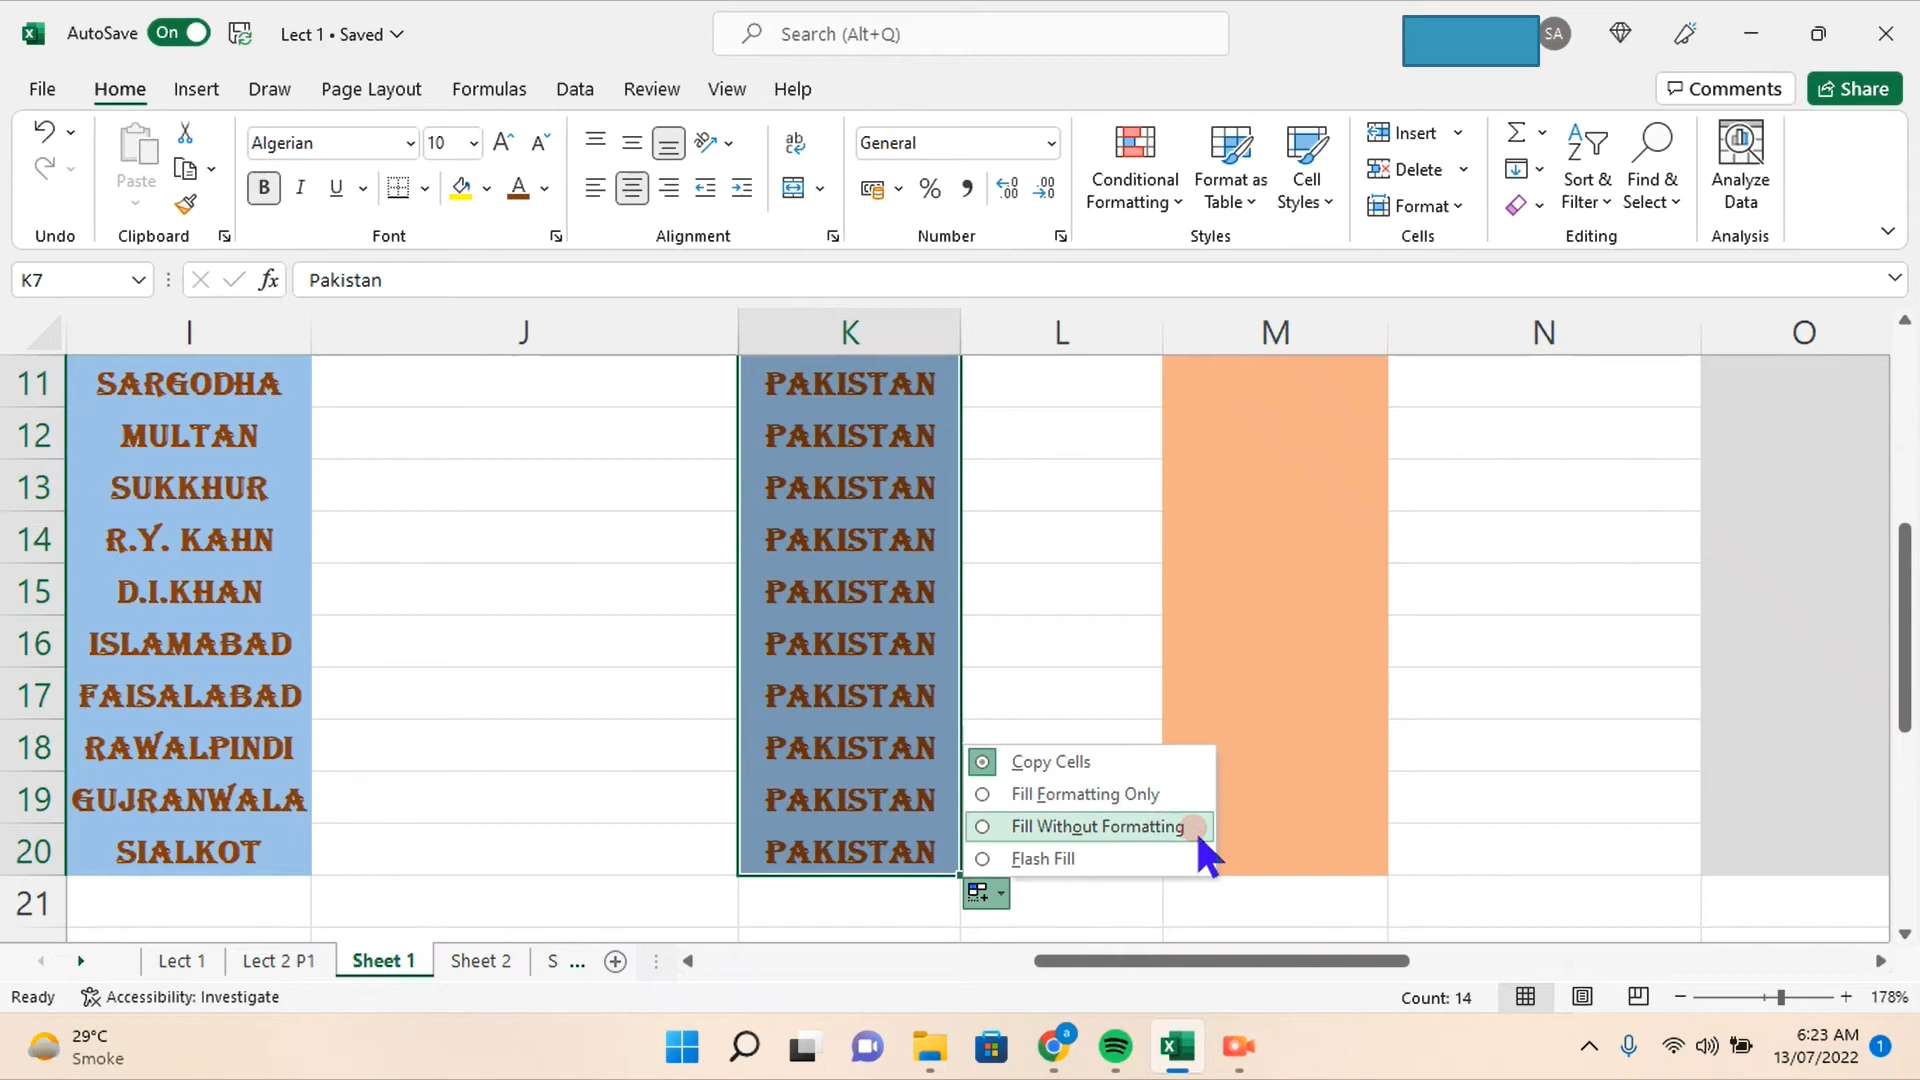 AutoSave On Lect 1 • Saved Search (Alt+Q) SA
File Home Insert Draw Page Layout Formulas Data Review View Help Comments Share
Algerian 10 General Insert
Paste Conditional Formatting Format as Table Cell Styles Delete Sort & Filter Find & Select Analyze Data
B I U A % Format
Undo Clipboard Font Alignment Number Styles Cells Editing Analysis
K7 fx Pakistan
I J K L M N O
11 SARGODHA PAKISTAN
12 MULTAN PAKISTAN
13 SUKKHUR PAKISTAN
14 R.Y. KAHN PAKISTAN
15 D.I.KHAN PAKISTAN
16 ISLAMABAD PAKISTAN
17 FAISALABAD PAKISTAN
18 RAWALPINDI PAKISTAN
Copy Cells
Fill Formatting Only
19 GUJRANWALA PAKISTAN
Fill Without Formatting
20 SIALKOT PAKISTAN
Flash Fill
21
Lect 1 Lect 2 P1 Sheet 1 Sheet 2 S ...
Ready Accessibility: Investigate Count: 14 178%
29°C 6:23 AM
Smoke 13/07/2022 1